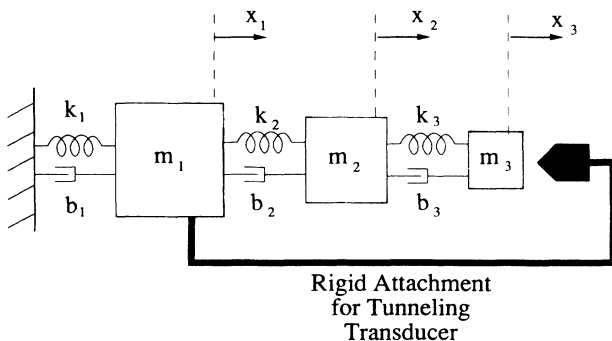 x1 x2 x3
k1 k2 k3
m1 m2 m3
b1 b2 b3
Rigid Attachment
for Tunneling
Transducer